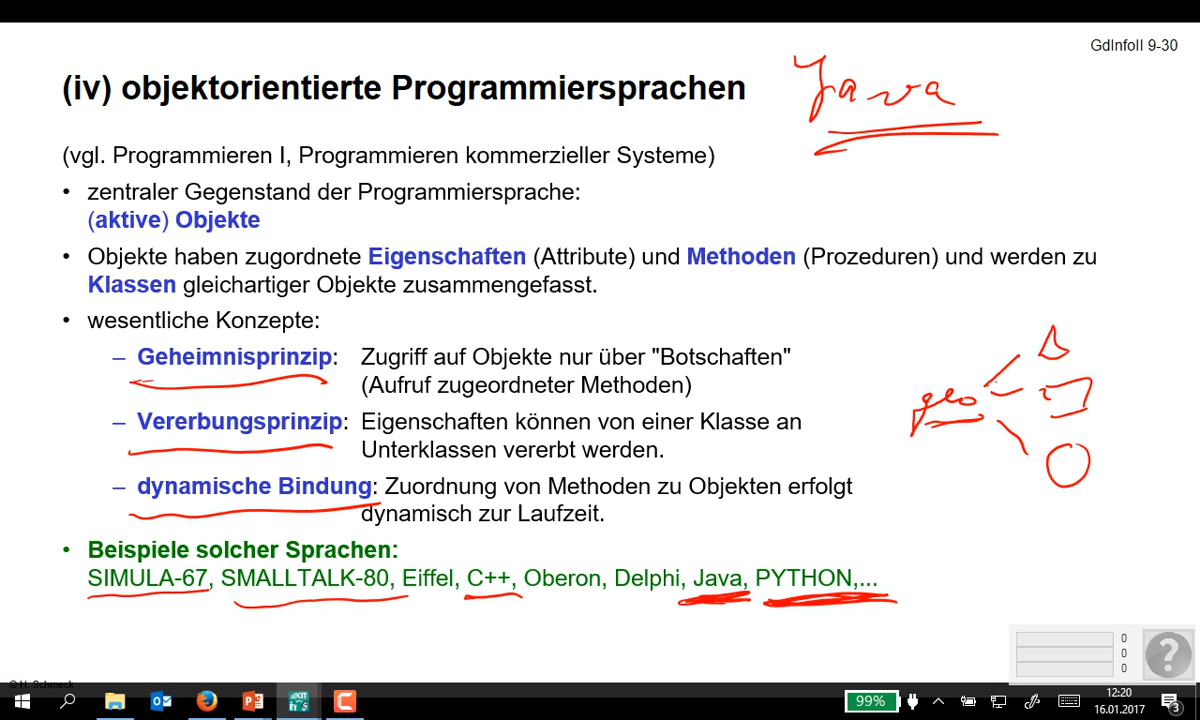 GdInfoII 9-30
(iv) objektorientierte Programmiersprachen
Java
(vgl. Programmieren I, Programmieren kommerzieller Systeme)
• zentraler Gegenstand der Programmiersprache:
(aktive) Objekte
• Objekte haben zugordnete Eigenschaften (Attribute) und Methoden (Prozeduren) und werden zu
Klassen gleichartiger Objekte zusammengefasst.
• wesentliche Konzepte:
– Geheimnisprinzip: Zugriff auf Objekte nur über "Botschaften"
(Aufruf zugeordneter Methoden)
geo
– Vererbungsprinzip: Eigenschaften können von einer Klasse an
Unterklassen vererbt werden.
– dynamische Bindung: Zuordnung von Methoden zu Objekten erfolgt
dynamisch zur Laufzeit.
• Beispiele solcher Sprachen:
SIMULA-67, SMALLTALK-80, Eiffel, C++, Oberon, Delphi, Java, PYTHON,...
0
0
0
?
© H. Schmeck
99%
12:20
16.01.2017
3